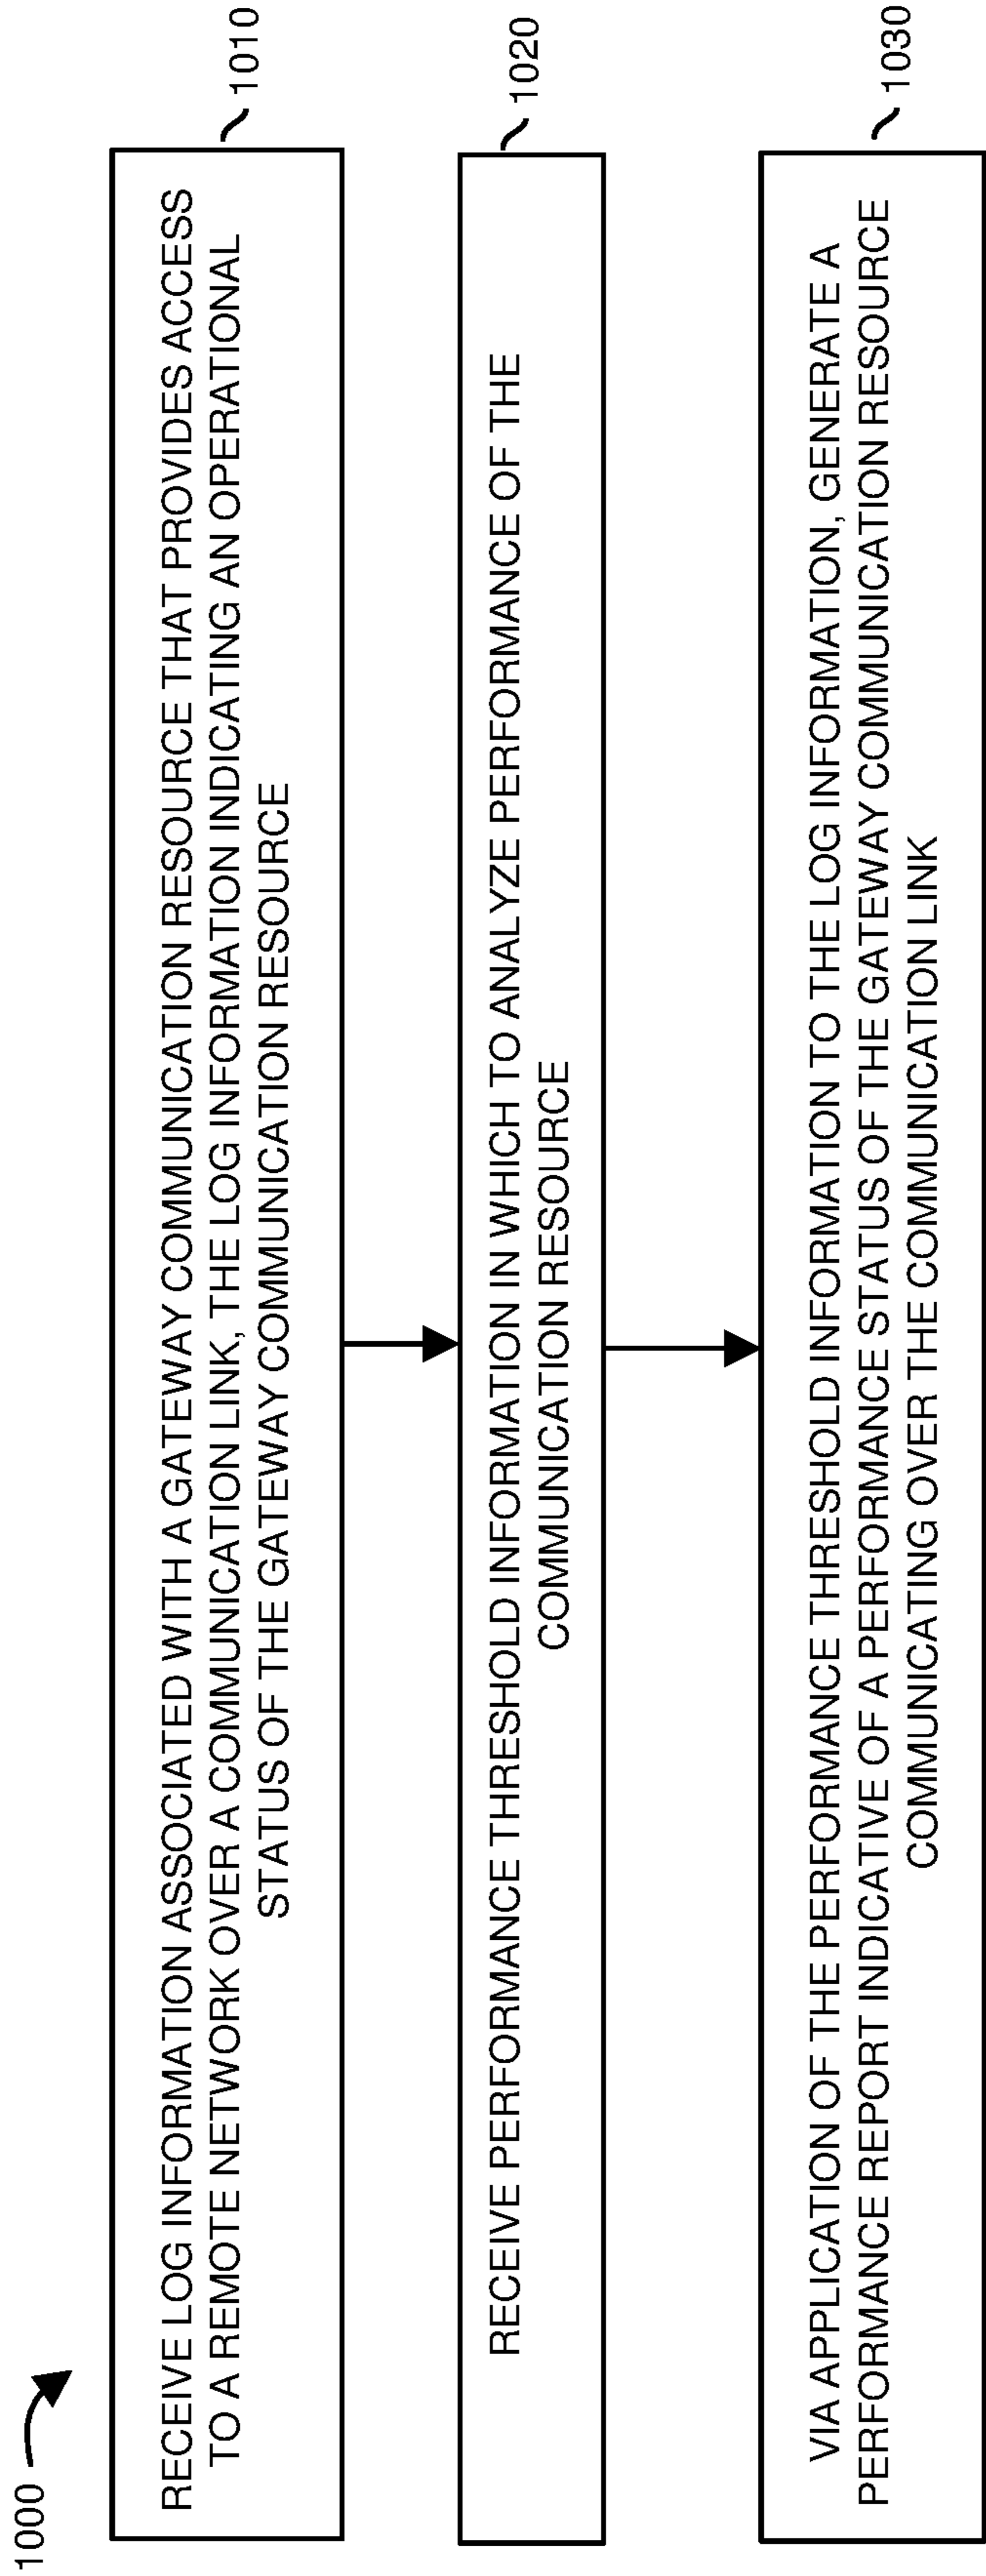 1000
RECEIVE LOG INFORMATION ASSOCIATED WITH A GATEWAY COMMUNICATION RESOURCE THAT PROVIDES ACCESS
TO A REMOTE NETWORK OVER A COMMUNICATION LINK, THE LOG INFORMATION INDICATING AN OPERATIONAL
STATUS OF THE GATEWAY COMMUNICATION RESOURCE
1010
RECEIVE PERFORMANCE THRESHOLD INFORMATION IN WHICH TO ANALYZE PERFORMANCE OF THE
COMMUNICATION RESOURCE
1020
VIA APPLICATION OF THE PERFORMANCE THRESHOLD INFORMATION TO THE LOG INFORMATION, GENERATE A
PERFORMANCE REPORT INDICATIVE OF A PERFORMANCE STATUS OF THE GATEWAY COMMUNICATION RESOURCE
COMMUNICATING OVER THE COMMUNICATION LINK
1030